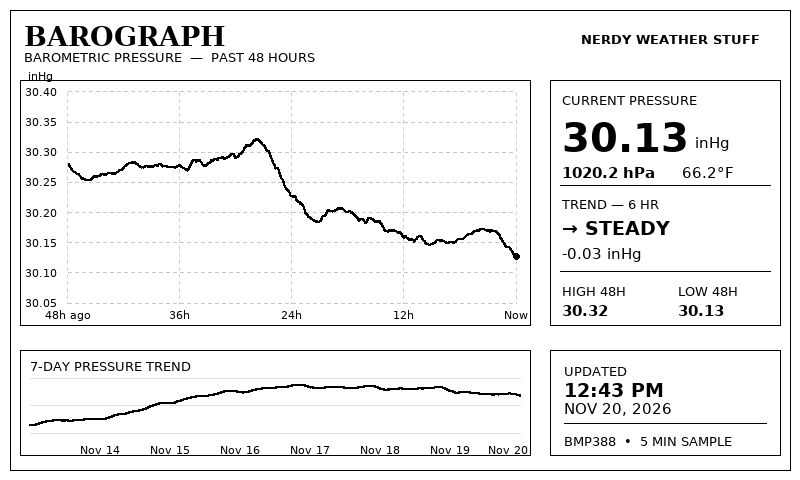 BAROGRAPH
BAROMETRIC PRESSURE — PAST 48 HOURS
NERDY WEATHER STUFF
inHg
30.40
30.35
30.30
30.25
30.20
30.15
30.10
30.05
48h ago 36h 24h 12h Now
CURRENT PRESSURE
30.13 inHg
1020.2 hPa 66.2°F
TREND — 6 HR
→ STEADY
-0.03 inHg
HIGH 48H LOW 48H
30.32 30.13
7-DAY PRESSURE TREND
Nov 14 Nov 15 Nov 16 Nov 17 Nov 18 Nov 19 Nov 20
UPDATED
12:43 PM
NOV 20, 2026
BMP388 • 5 MIN SAMPLE